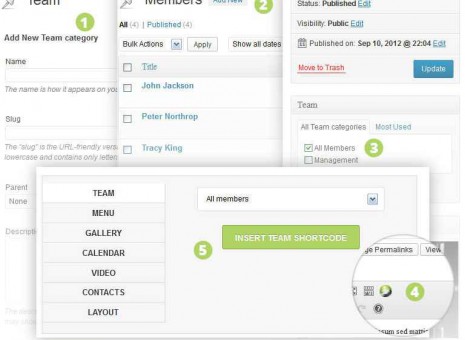 Team
1
Add New Team category
Name
The name is how it appears on you
Slug
The "slug" is the URL-friendly vers
lowercase and contains only letter
Parent
None
Descripti
Members Add New
2
All (4) | Published (4)
Bulk Actions Apply Show all dates
Title
John Jackson
Peter Northrop
Tracy King
Status: Published Edit
Visibility: Public Edit
Published on: Sep 10, 2012 @ 22:04 Edit
Move to Trash Update
Team
All Team categories Most Used
All Members
3
Management
TEAM
MENU
GALLERY
CALENDAR
VIDEO
CONTACTS
LAYOUT
All members
5
INSERT TEAM SHORTCODE
ge Permalinks View
4
sum sed mattis